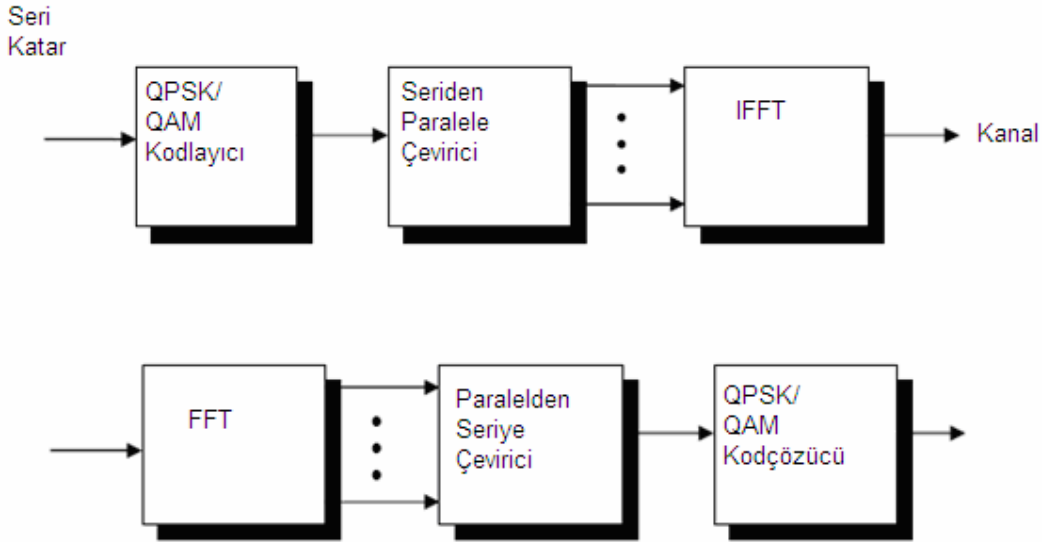 Seri
Katar
QPSK/
QAM
Kodlayıcı
Seriden
Paralele
Çevirici
IFFT
Kanal
FFT
Paralelden
Seriye
Çevirici
QPSK/
QAM
Kodçözücü